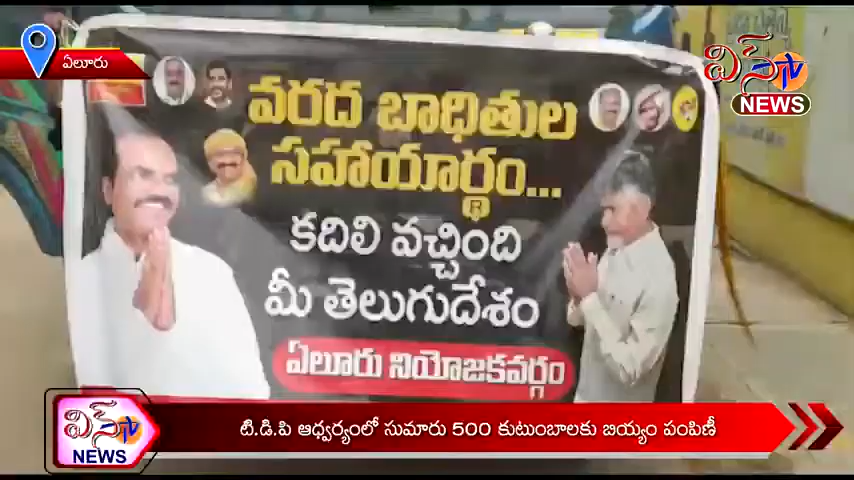 ఏలూరు
విన్
NEWS
వరద బాధితుల
సహాయార్థం...
కదిలి వచ్చింది
మీ తెలుగుదేశం
ఏలూరు నియోజకవర్గం
టి.డి.పి ఆధ్వర్యంలో సుమారు 500 కుటుంబాలకు బియ్యం పంపిణీ
NEWS